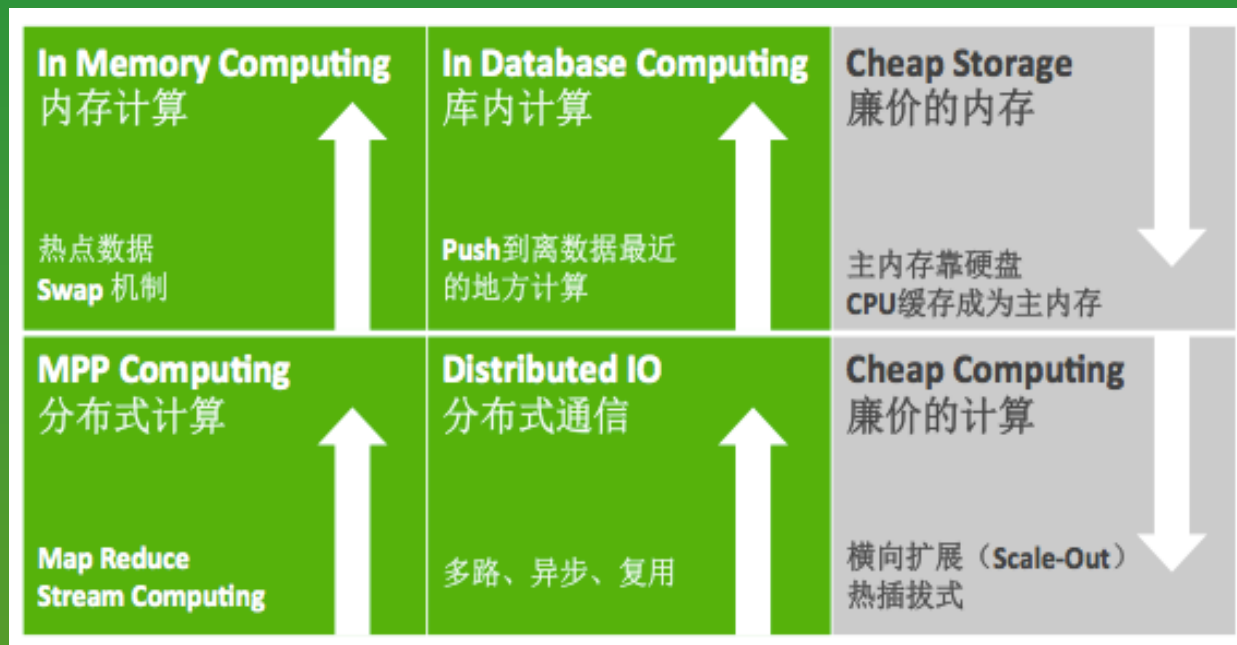 In Memory Computing
内存计算
热点数据
Swap 机制
In Database Computing
库内计算
Push到离数据最近
的地方计算
Cheap Storage
廉价的内存
主内存靠硬盘
CPU缓存成为主内存
MPP Computing
分布式计算
Map Reduce
Stream Computing
Distributed IO
分布式通信
多路、异步、复用
Cheap Computing
廉价的计算
横向扩展（Scale-Out）
热插拔式